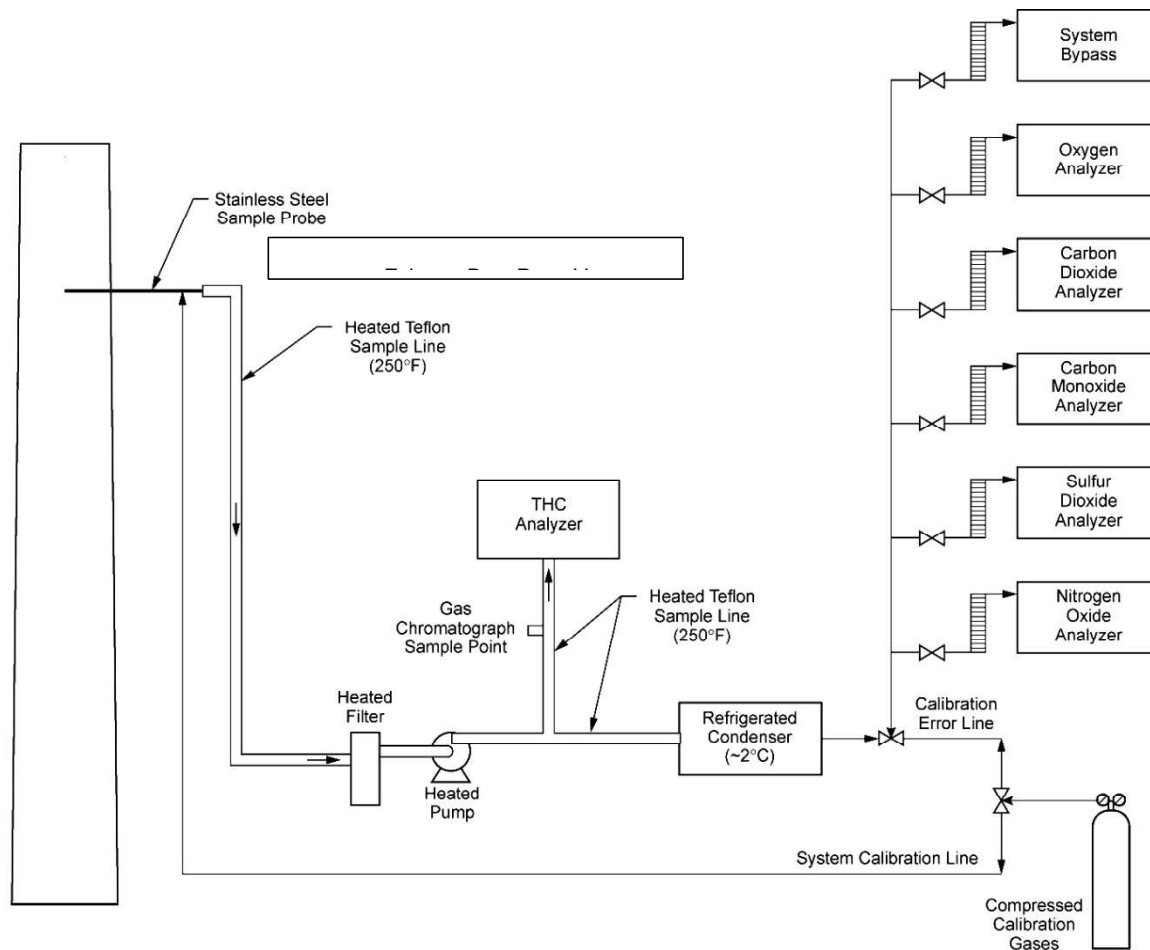 System
Bypass
Oxygen
Analyzer
Carbon
Dioxide
Analyzer
Carbon
Monoxide
Analyzer
Sulfur
Dioxide
Analyzer
Nitrogen
Oxide
Analyzer
Stainless Steel
Sample Probe
Heated Teflon
Sample Line
(250°F)
THC
Analyzer
Gas
Chromatograph
Sample Point
Heated Teflon
Sample Line
(250°F)
Heated
Filter
Heated
Pump
Refrigerated
Condenser
(~2°C)
Calibration
Error Line
System Calibration Line
Compressed
Calibration
Gases